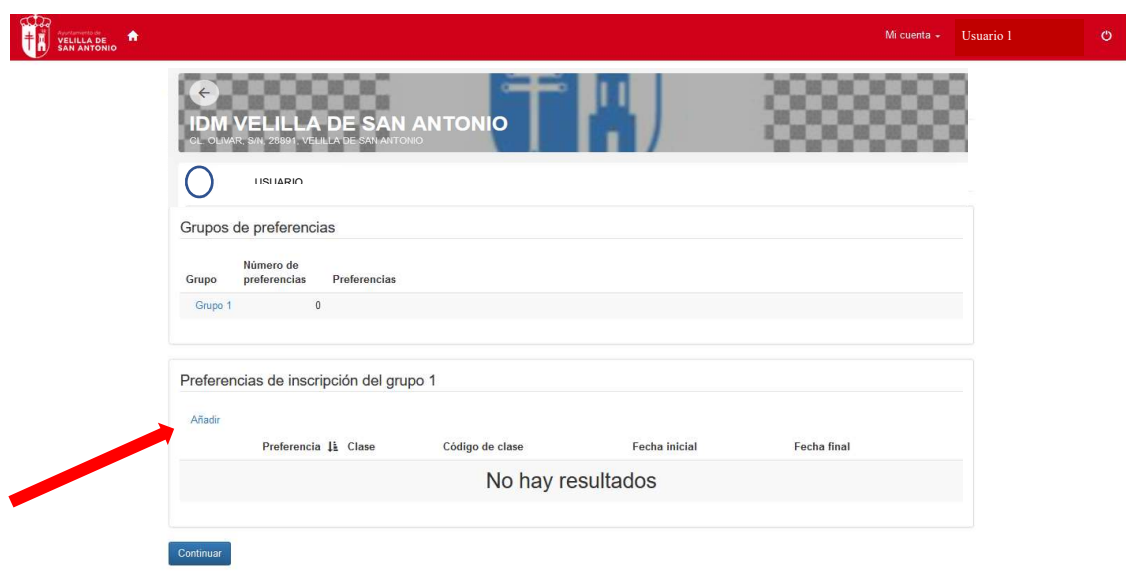 Ayuntamiento de
VELILLA DE
SAN ANTONIO
Mi cuenta
Usuario 1
IDM VELILLA DE SAN ANTONIO
CL. OLIVAR, S/N, 28891, VELILLA DE SAN ANTONIO
USUARIO
Grupos de preferencias
Grupo Número de preferencias Preferencias
Grupo 1 0
Preferencias de inscripción del grupo 1
Añadir
Preferencia Clase Código de clase Fecha inicial Fecha final
No hay resultados
Continuar